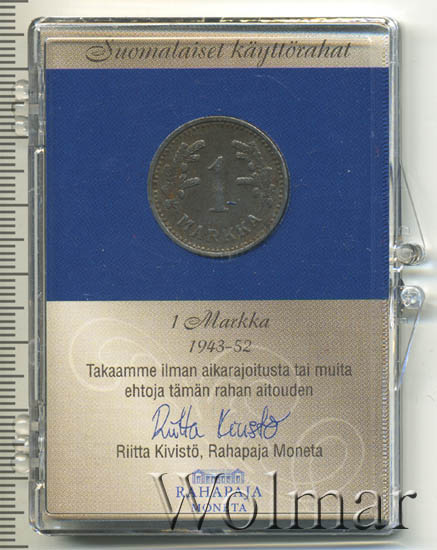 Suomalaiset käyttörahat
1
MARKKA
1 Markka
1943-52
Takaamme ilman aikarajoitusta tai muita
ehtoja tämän rahan aitouden
Riitta Kivistö
Riitta Kivistö, Rahapaja Moneta
RAHAPAJA
MONETA
Wolmar